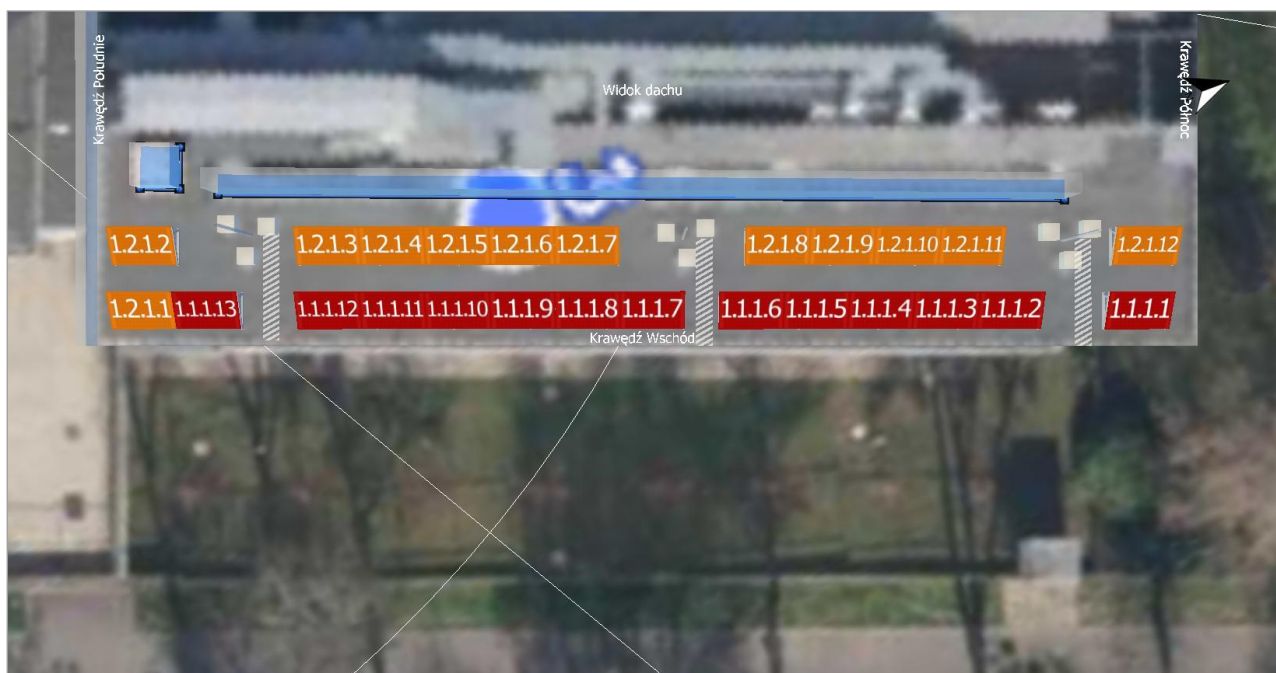 Krawędź Południe
Widok dachu
Krawędź Północ
1.2.1.2 1.2.1.3 1.2.1.4 1.2.1.5 1.2.1.6 1.2.1.7 1.2.1.8 1.2.1.9 1.2.1.10 1.2.1.11 1.2.1.12
1.2.1.1 1.1.1.13 1.1.1.12 1.1.1.11 1.1.1.10 1.1.1.9 1.1.1.8 1.1.1.7 1.1.1.6 1.1.1.5 1.1.1.4 1.1.1.3 1.1.1.2 1.1.1.1
Krawędź Wschód